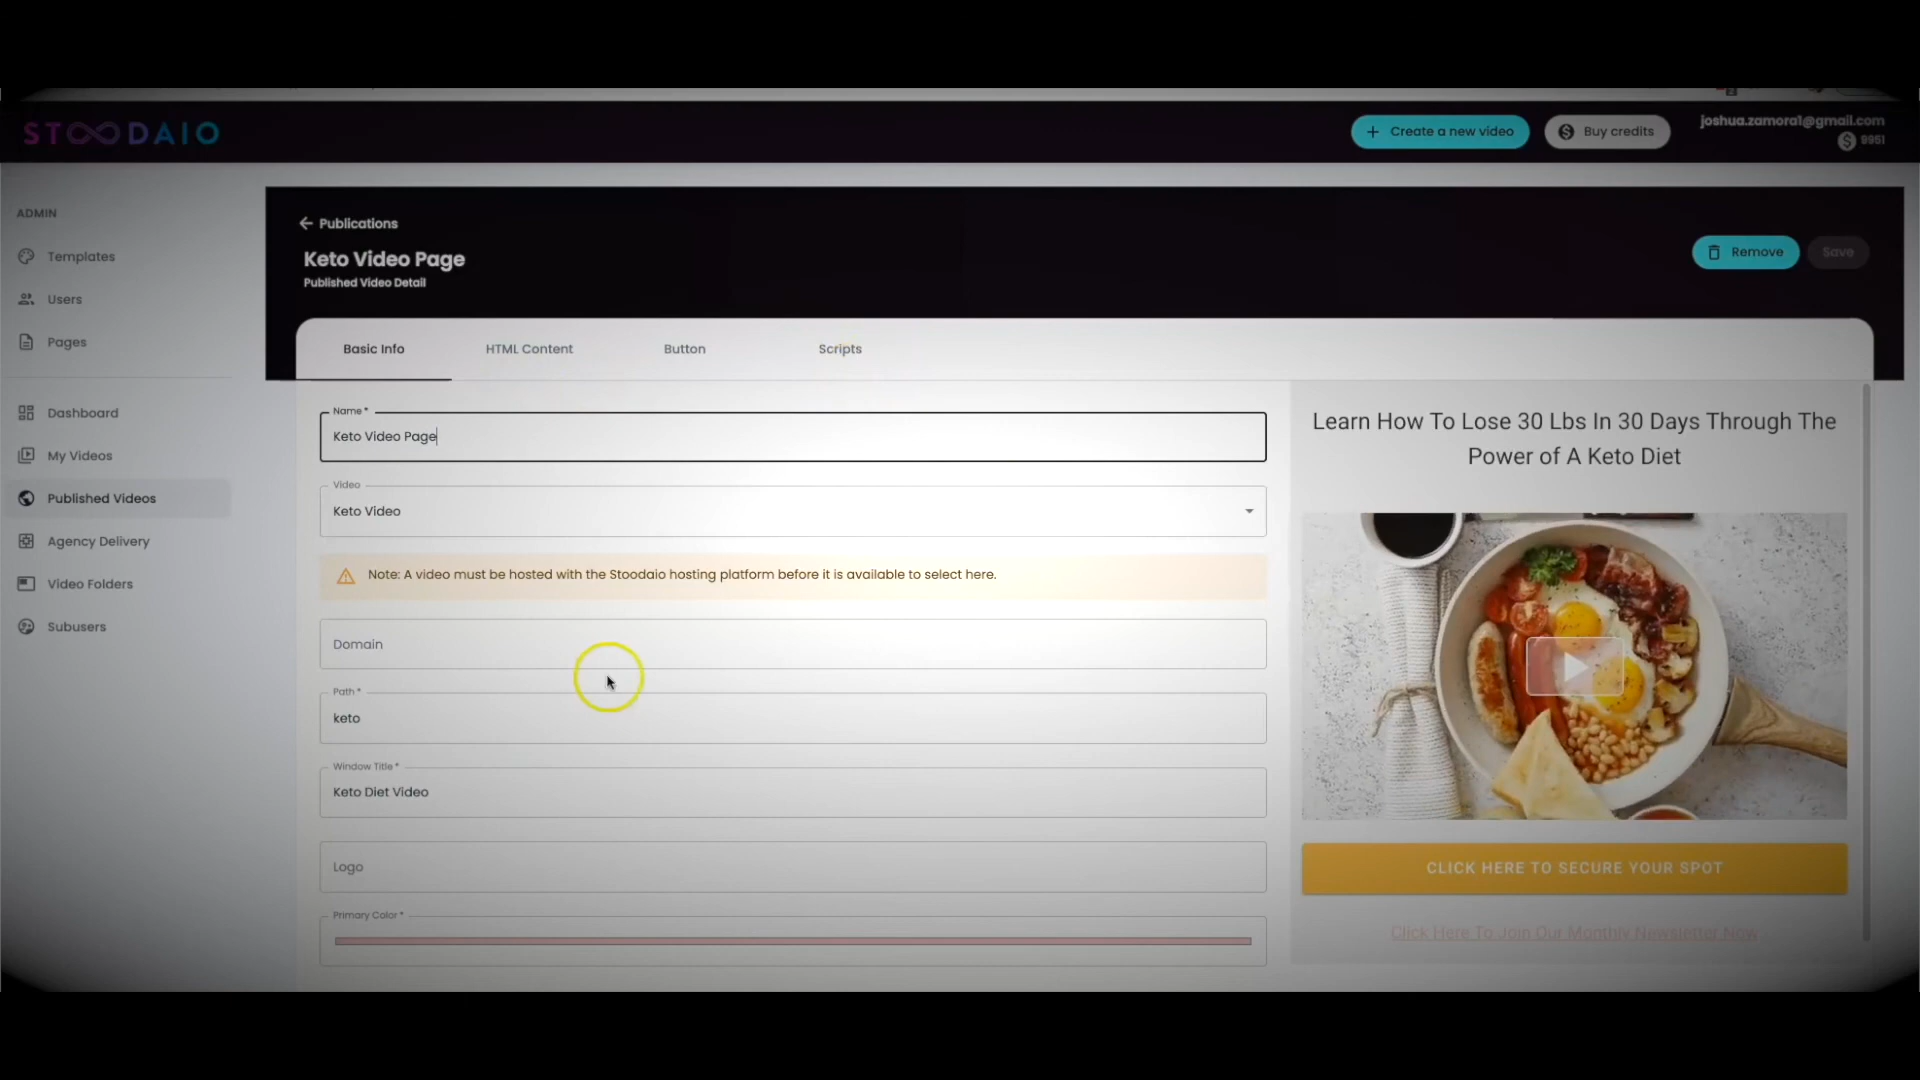 STOODAIO
Create a new video
Buy credits
joshua.zamora1@gmail.com
9951
ADMIN
Templates
Users
Pages
Dashboard
My Videos
Published Videos
Agency Delivery
Video Folders
Subusers
Publications
Keto Video Page
Published Video Detail
Remove
Save
Basic Info
HTML Content
Button
Scripts
Name *
Keto Video Page
Video
Keto Video
Note: A video must be hosted with the Stoodaio hosting platform before it is available to select here.
Domain
Path *
keto
Window Title *
Keto Diet Video
Logo
Primary Color *
Learn How To Lose 30 Lbs In 30 Days Through The
Power of A Keto Diet
CLICK HERE TO SECURE YOUR SPOT
Click Here To Join Our Monthly Newsletter Now